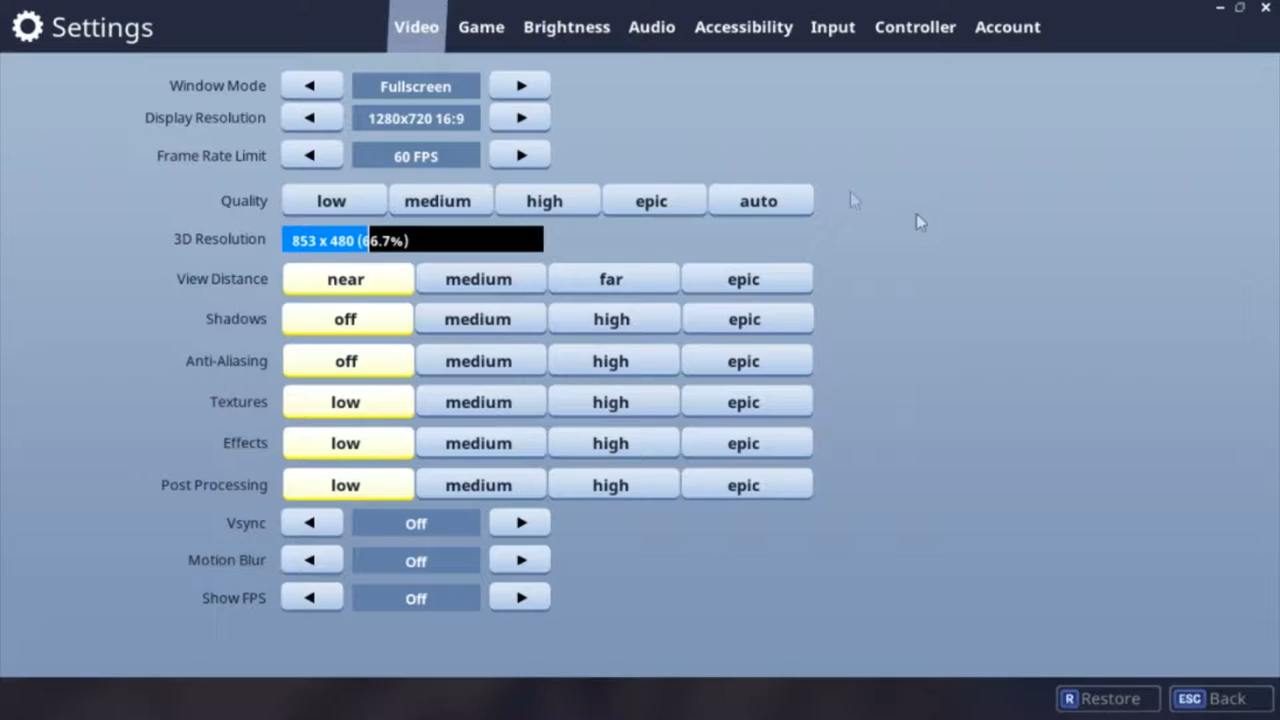 Settings Video Game Brightness Audio Accessibility Input Controller Account
Window Mode Fullscreen
Display Resolution 1280x720 16:9
Frame Rate Limit 60 FPS
Quality low medium high epic auto
3D Resolution 853 x 480 (66.7%)
View Distance near medium far epic
Shadows off medium high epic
Anti-Aliasing off medium high epic
Textures low medium high epic
Effects low medium high epic
Post Processing low medium high epic
Vsync Off
Motion Blur Off
Show FPS Off
R Restore ESC Back